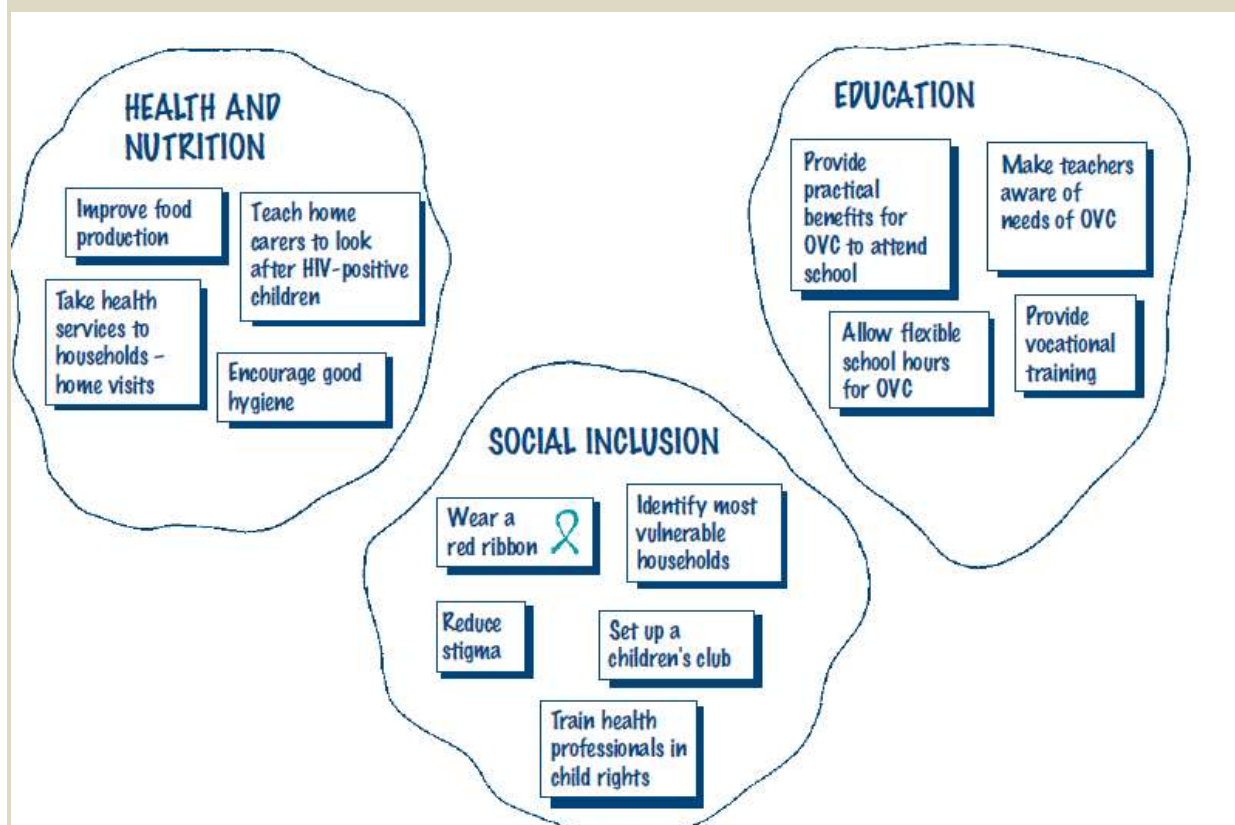 HEALTH AND
NUTRITION
Improve food
production
Teach home
carers to look
after HIV-positive
children
Take health
services to
households –
home visits
Encourage good
hygiene
EDUCATION
Provide
practical
benefits for
OVC to attend
school
Make teachers
aware of
needs of OVC
Allow flexible
school hours
for OVC
Provide
vocational
training
SOCIAL INCLUSION
Wear a
red ribbon
Identify most
vulnerable
households
Reduce
stigma
Set up a
children's club
Train health
professionals in
child rights